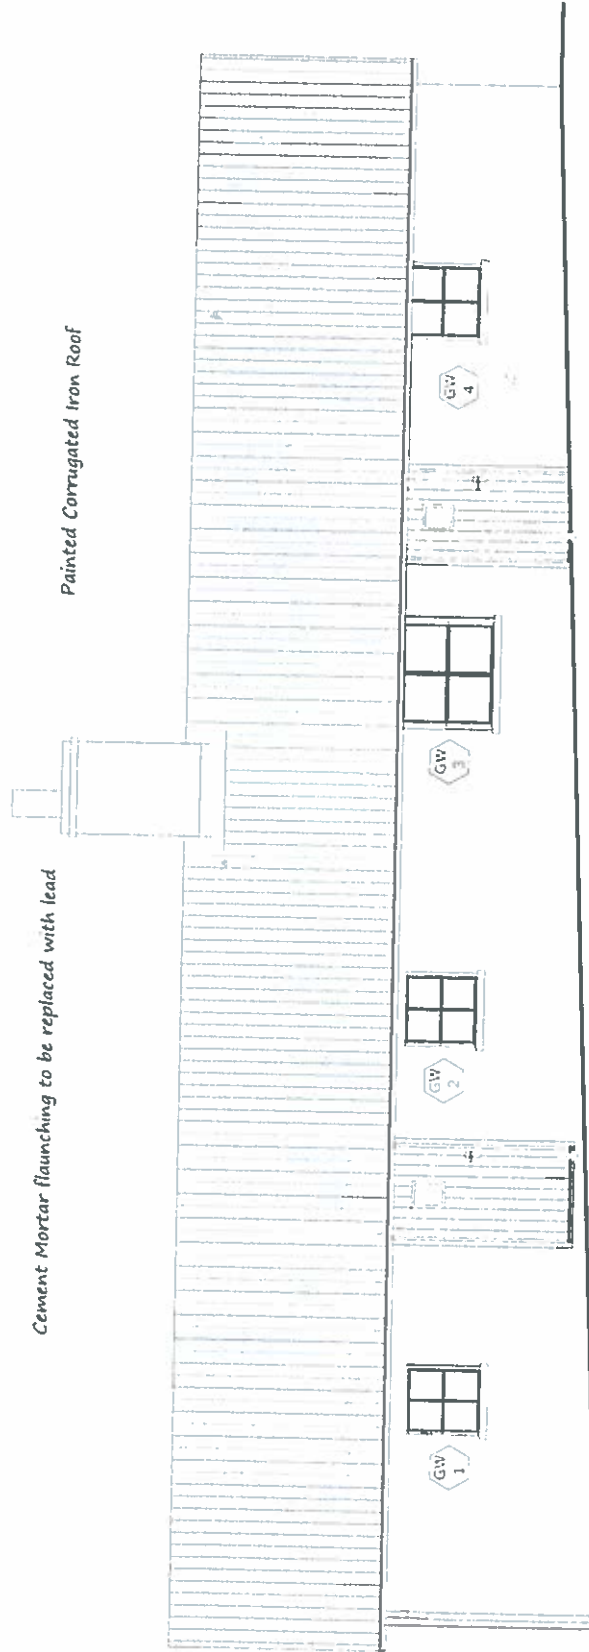 Cement Mortar flaunching to be replaced with lead
Painted Corrugated Iron Roof
GW
1
GW
2
GW
3
GW
4